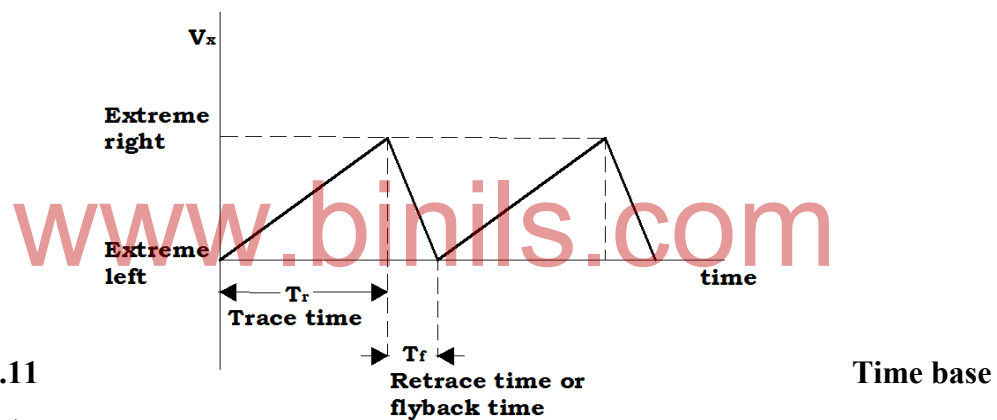 Vx
Extreme
right
www.binils.com
Extreme
left
time
Tr
Trace time
Tf
.11
Time base
Retrace time or
flyback time